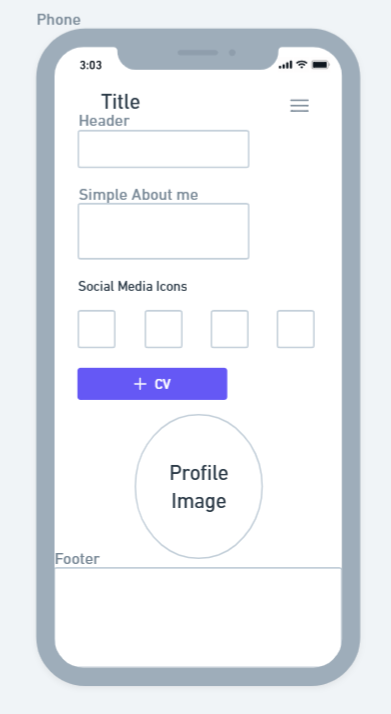 Phone
3:03
Title
Header
Simple About me
Social Media Icons
+ CV
Profile
Image
Footer